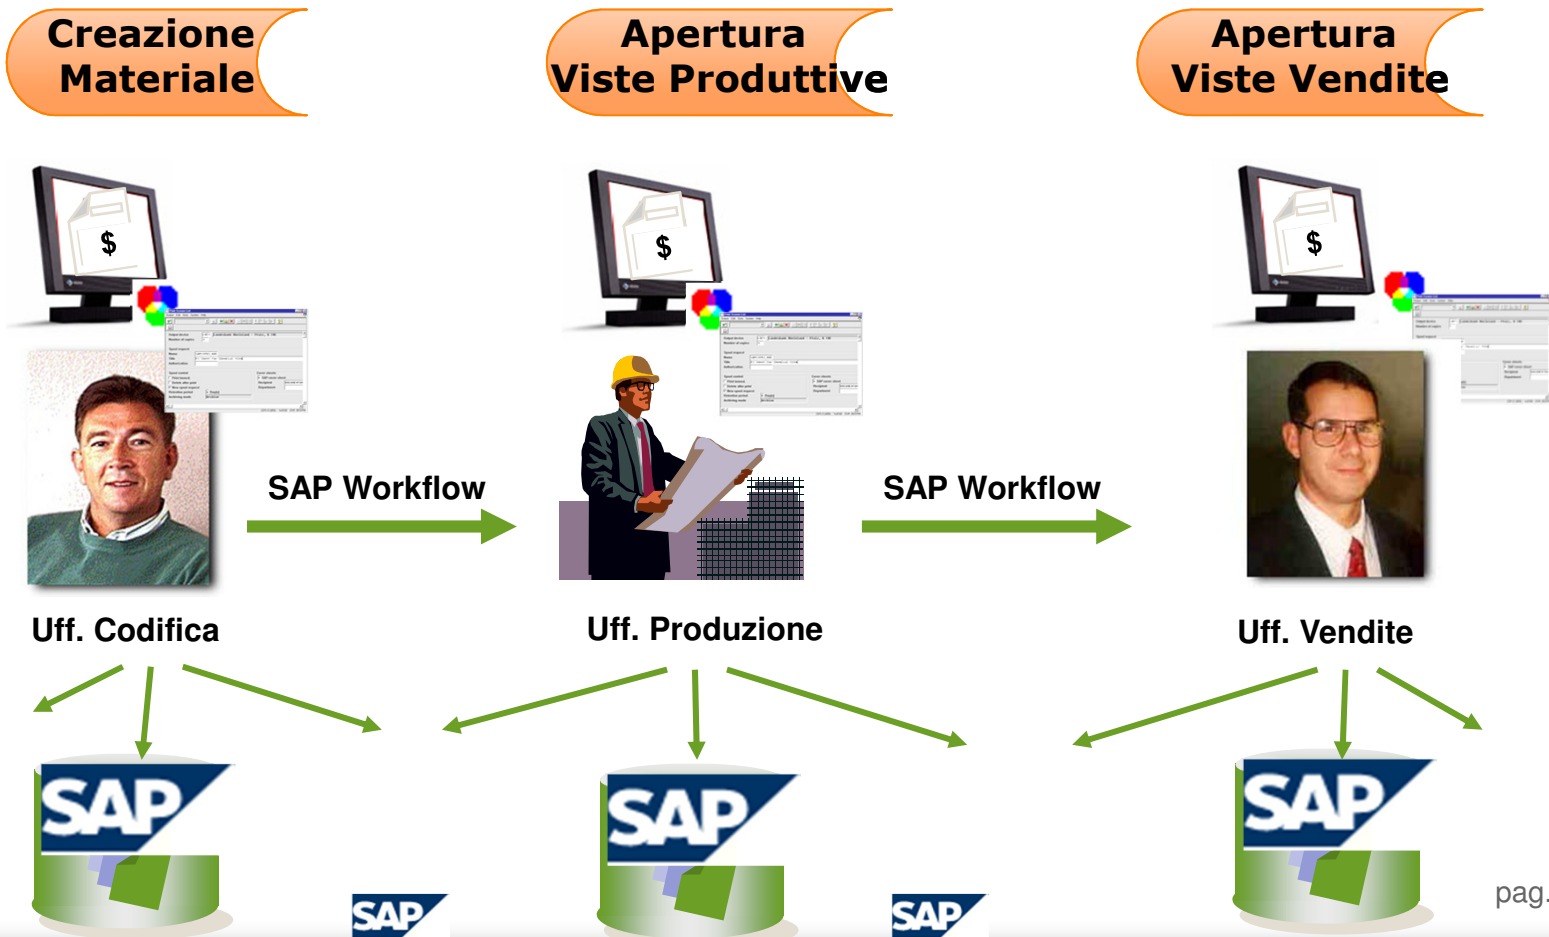 Creazione
Materiale
Apertura
Viste Produttive
Apertura
Viste Vendite
$
$
$
SAP Workflow
SAP Workflow
Uff. Codifica
Uff. Produzione
Uff. Vendite
SAP
SAP
SAP
SAP
SAP
pag.